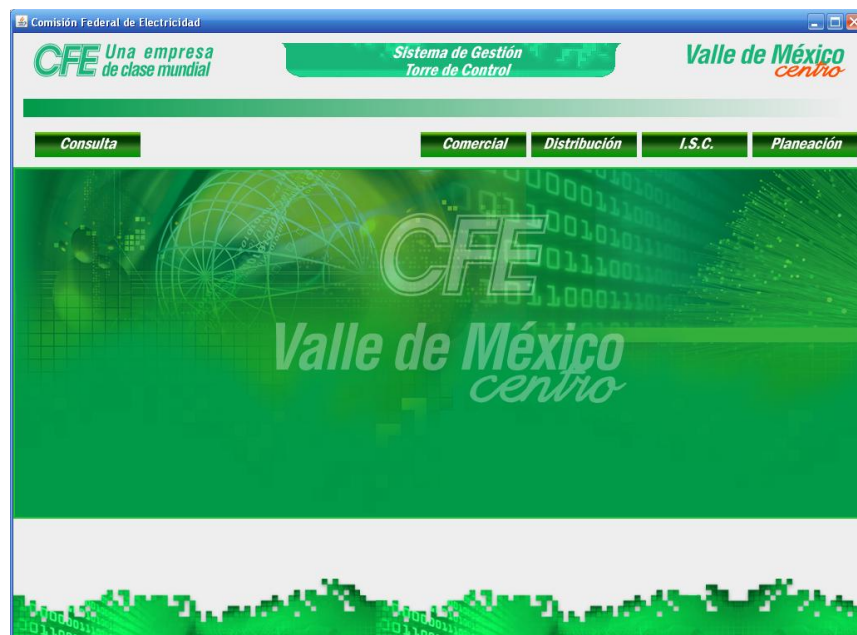 Comisión Federal de Electricidad
CFE Una empresa
de clase mundial
Sistema de Gestión
Torre de Control
Valle de México
centro
Consulta
Comercial
Distribución
I.S.C.
Planeación
CFE
Valle de México
centro